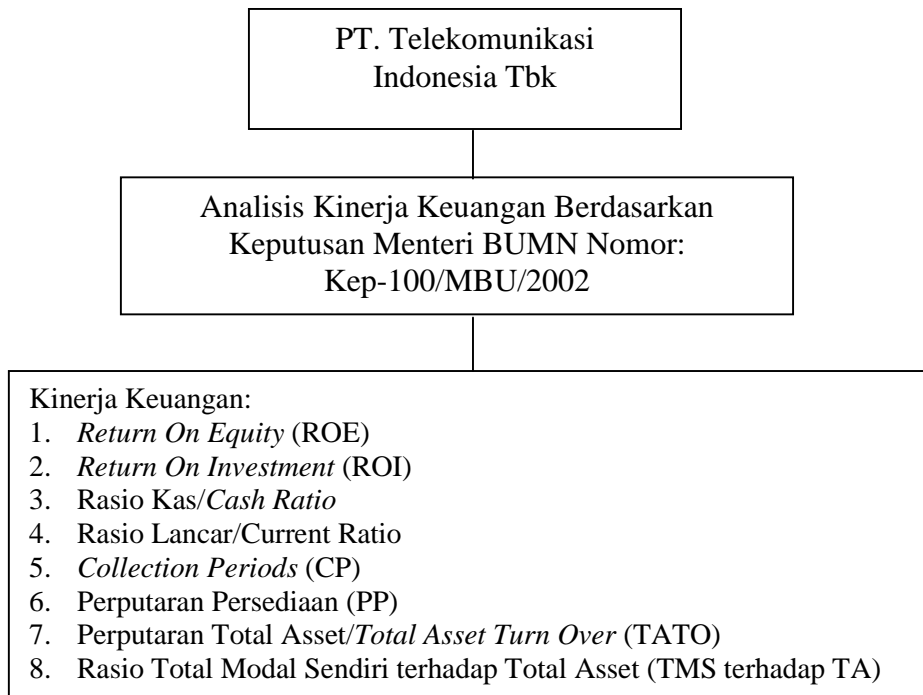 PT. Telekomunikasi
Indonesia Tbk
Analisis Kinerja Keuangan Berdasarkan
Keputusan Menteri BUMN Nomor:
Kep-100/MBU/2002
Kinerja Keuangan:
1. Return On Equity (ROE)
2. Return On Investment (ROI)
3. Rasio Kas/Cash Ratio
4. Rasio Lancar/Current Ratio
5. Collection Periods (CP)
6. Perputaran Persediaan (PP)
7. Perputaran Total Asset/Total Asset Turn Over (TATO)
8. Rasio Total Modal Sendiri terhadap Total Asset (TMS terhadap TA)